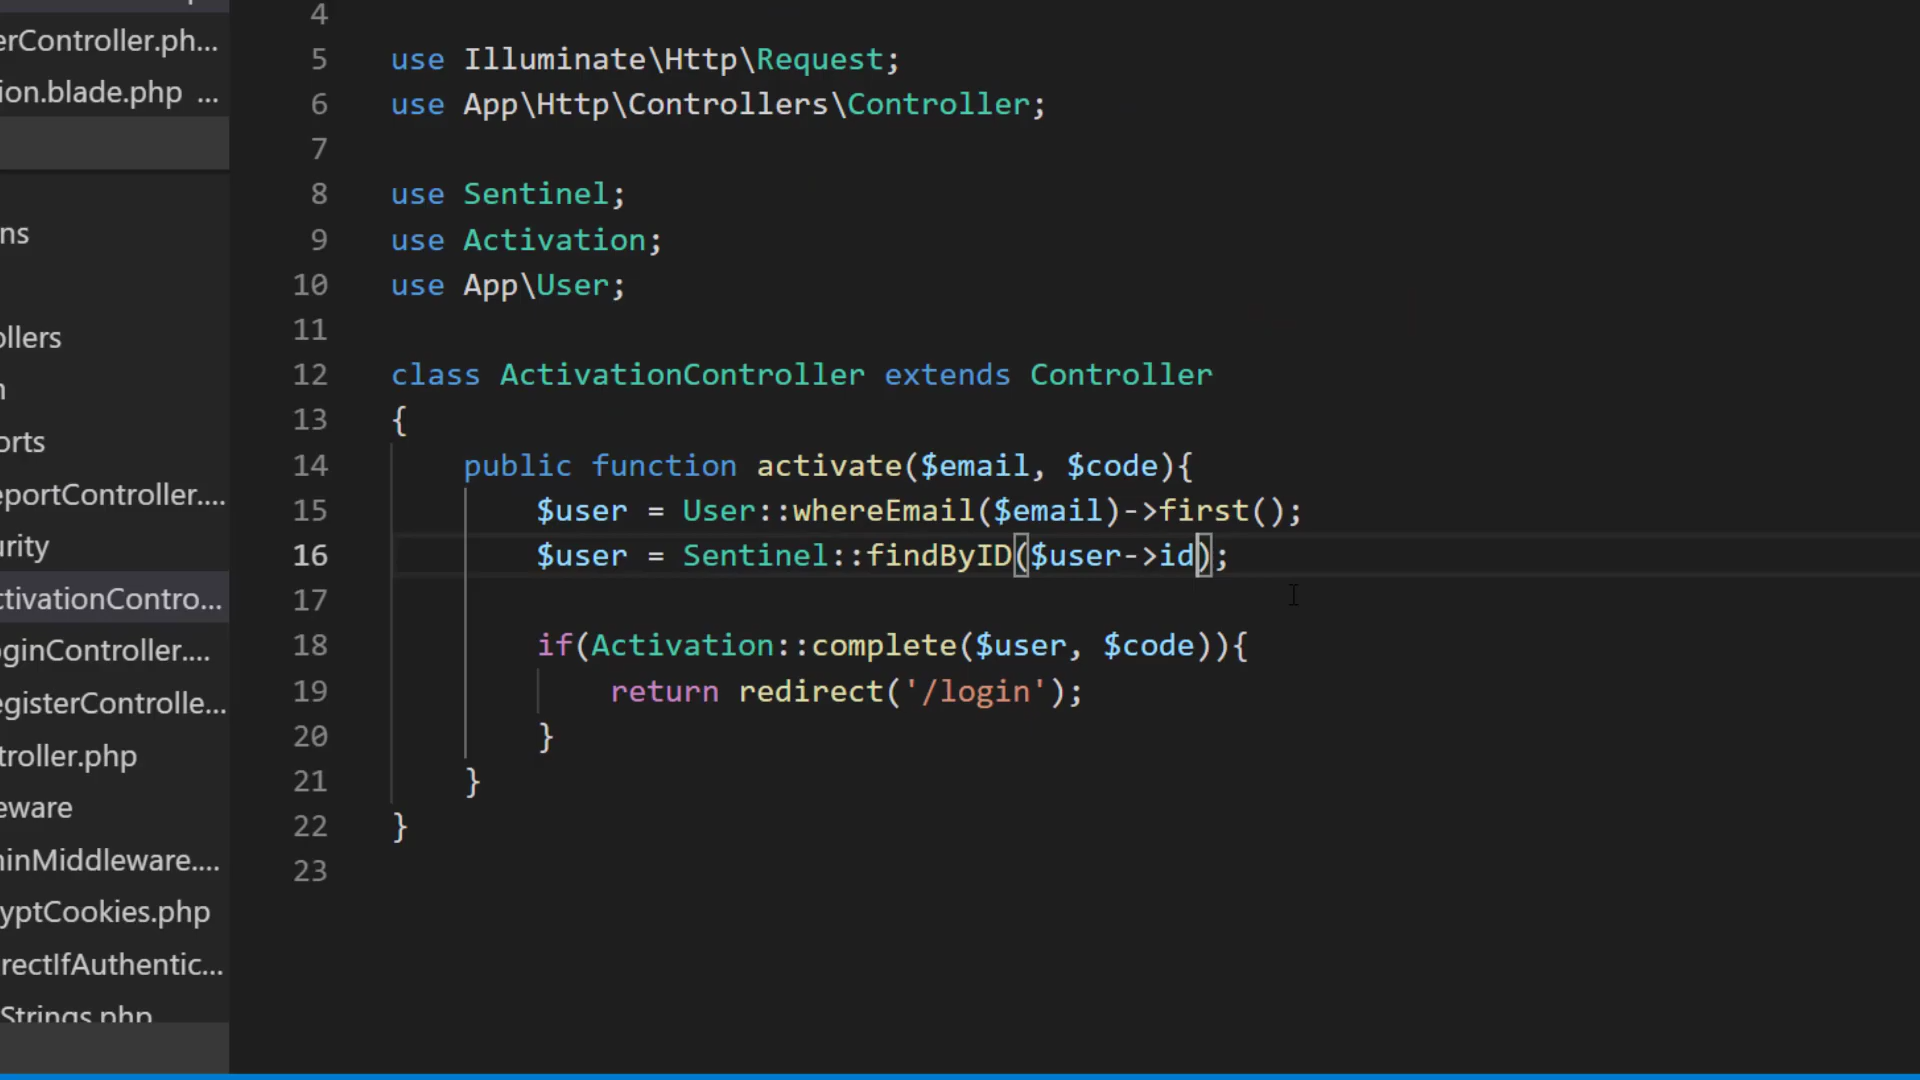 erController.ph...
ion.blade.php ...
ns
ollers
orts
eportController....
urity
ctivationContro...
oginController....
egisterControlle...
troller.php
eware
minMiddleware....
yptCookies.php
rectIfAuthentic...
Strings.php
4
5 use Illuminate\Http\Request;
6 use App\Http\Controllers\Controller;
7
8 use Sentinel;
9 use Activation;
10 use App\User;
11
12 class ActivationController extends Controller
13 {
14 public function activate($email, $code){
15 $user = User::whereEmail($email)->first();
16 $user = Sentinel::findByID($user->id);
17
18 if(Activation::complete($user, $code)){
19 return redirect('/login');
20 }
21 }
22 }
23